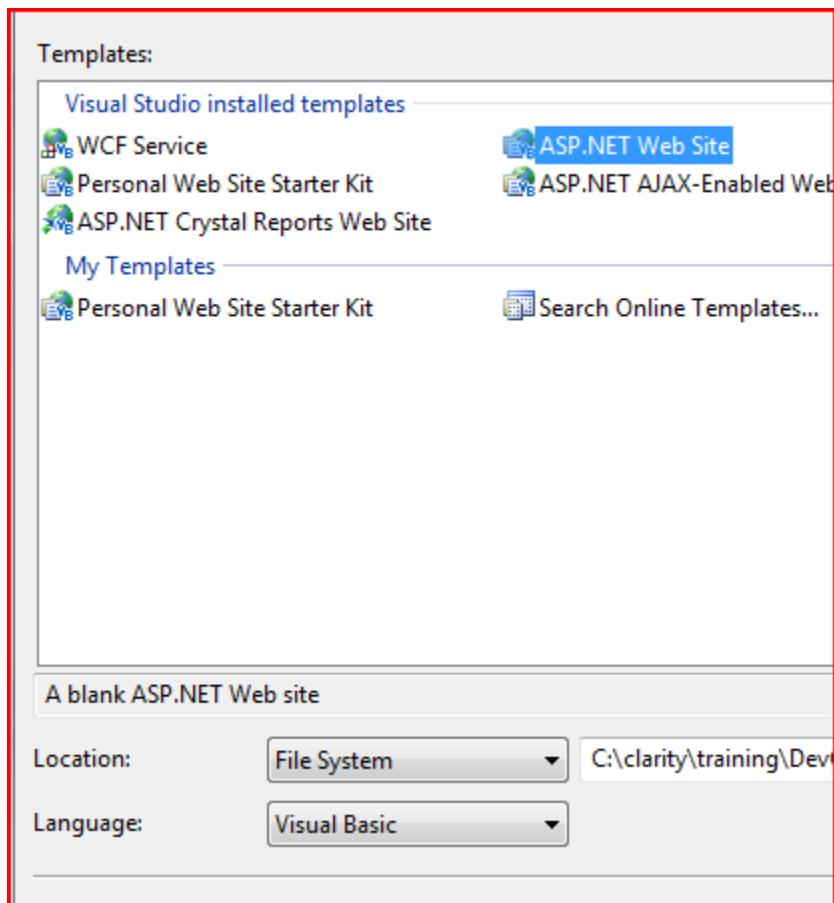 Templates:
Visual Studio installed templates
WCF Service
ASP.NET Web Site
Personal Web Site Starter Kit
ASP.NET AJAX-Enabled Web
ASP.NET Crystal Reports Web Site
My Templates
Personal Web Site Starter Kit
Search Online Templates...
A blank ASP.NET Web site
Location:
File System
C:\clarity\training\Dev
Language:
Visual Basic